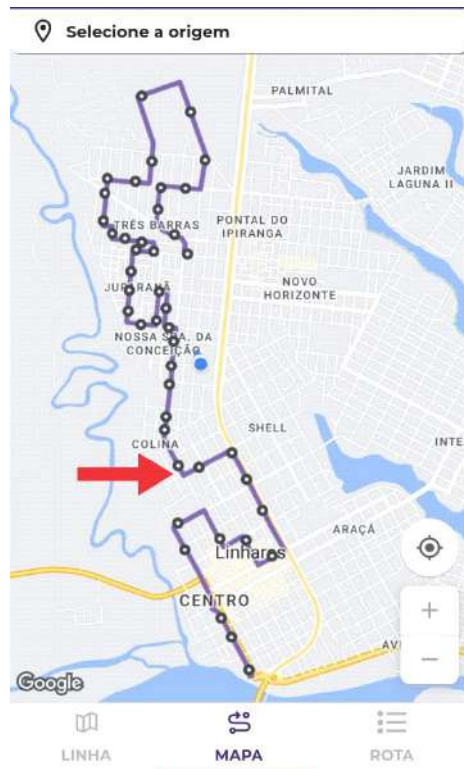 Selecione a origem
PALMITAL
JARDIM
LAGUNA II
TRÊS BARRAS
PONTAL DO
IPIRANGA
NOVO
HORIZONTE
JUPARANÃ
NOSSA SRA. DA
CONCEIÇÃO
SHELL
COLINA
INTE
ARAÇÁ
Linhares
CENTRO
AV
Google
LINHA
MAPA
ROTA